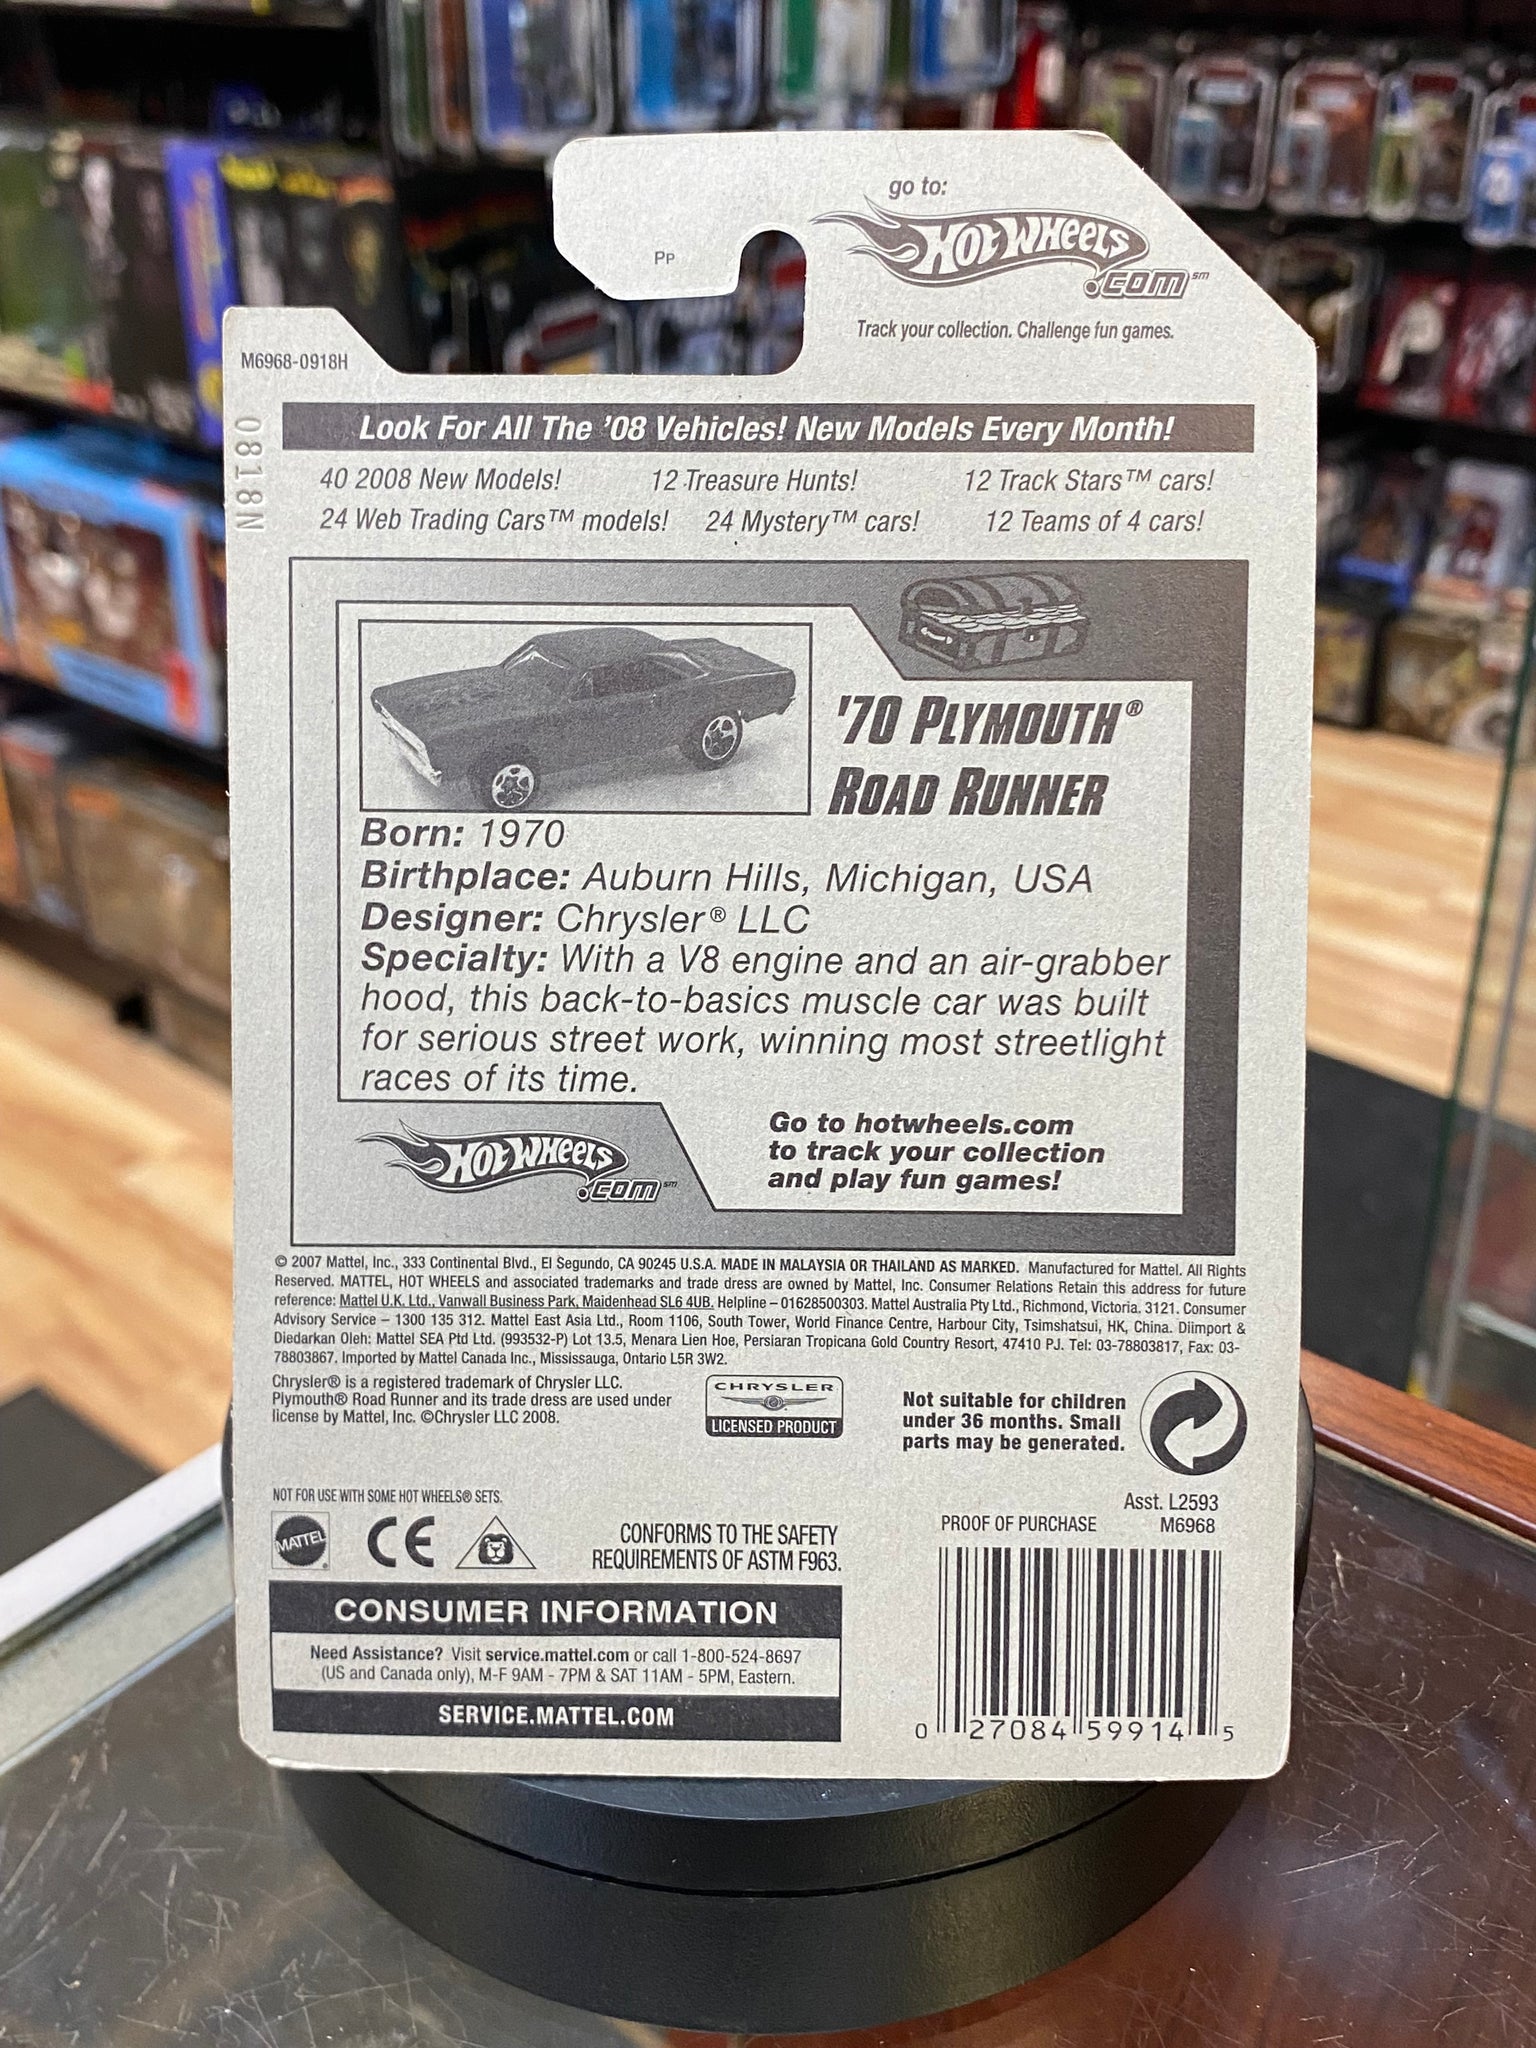 go to:
HOT WHEELS
.COM℠
Pp
Track your collection. Challenge fun games.
M6968-0918H
0818N
Look For All The '08 Vehicles! New Models Every Month!
40 2008 New Models! 12 Treasure Hunts! 12 Track Stars™ cars!
24 Web Trading Cars™ models! 24 Mystery™ cars! 12 Teams of 4 cars!
'70 PLYMOUTH®
ROAD RUNNER
Born: 1970
Birthplace: Auburn Hills, Michigan, USA
Designer: Chrysler® LLC
Specialty: With a V8 engine and an air-grabber
hood, this back-to-basics muscle car was built
for serious street work, winning most streetlight
races of its time.
HOT WHEELS
.COM℠
Go to hotwheels.com
to track your collection
and play fun games!
© 2007 Mattel, Inc., 333 Continental Blvd., El Segundo, CA 90245 U.S.A. MADE IN MALAYSIA OR THAILAND AS MARKED. Manufactured for Mattel. All Rights
Reserved. MATTEL, HOT WHEELS and associated trademarks and trade dress are owned by Mattel, Inc. Consumer Relations Retain this address for future
reference: Mattel U.K. Ltd., Vanwall Business Park, Maidenhead SL6 4UB. Helpline – 01628500303. Mattel Australia Pty Ltd., Richmond, Victoria. 3121. Consumer
Advisory Service – 1300 135 312. Mattel East Asia Ltd., Room 1106, South Tower, World Finance Centre, Harbour City, Tsimshatsui, HK, China. Diimport &
Diedarkan Oleh: Mattel SEA Ptd Ltd. (993532-P) Lot 13.5, Menara Lien Hoe, Persiaran Tropicana Gold Country Resort, 47410 PJ. Tel: 03-78803817, Fax: 03-
78803867. Imported by Mattel Canada Inc., Mississauga, Ontario L5R 3W2.
Chrysler® is a registered trademark of Chrysler LLC.
Plymouth® Road Runner and its trade dress are used under
license by Mattel, Inc. ©Chrysler LLC 2008.
CHRYSLER
LICENSED PRODUCT
Not suitable for children
under 36 months. Small
parts may be generated.
NOT FOR USE WITH SOME HOT WHEELS® SETS.
MATTEL®
CE
CONFORMS TO THE SAFETY
REQUIREMENTS OF ASTM F963.
Asst. L2593
PROOF OF PURCHASE M6968
CONSUMER INFORMATION
Need Assistance? Visit service.mattel.com or call 1-800-524-8697
(US and Canada only), M-F 9AM - 7PM & SAT 11AM - 5PM, Eastern.
SERVICE.MATTEL.COM
0 27084 59914 5